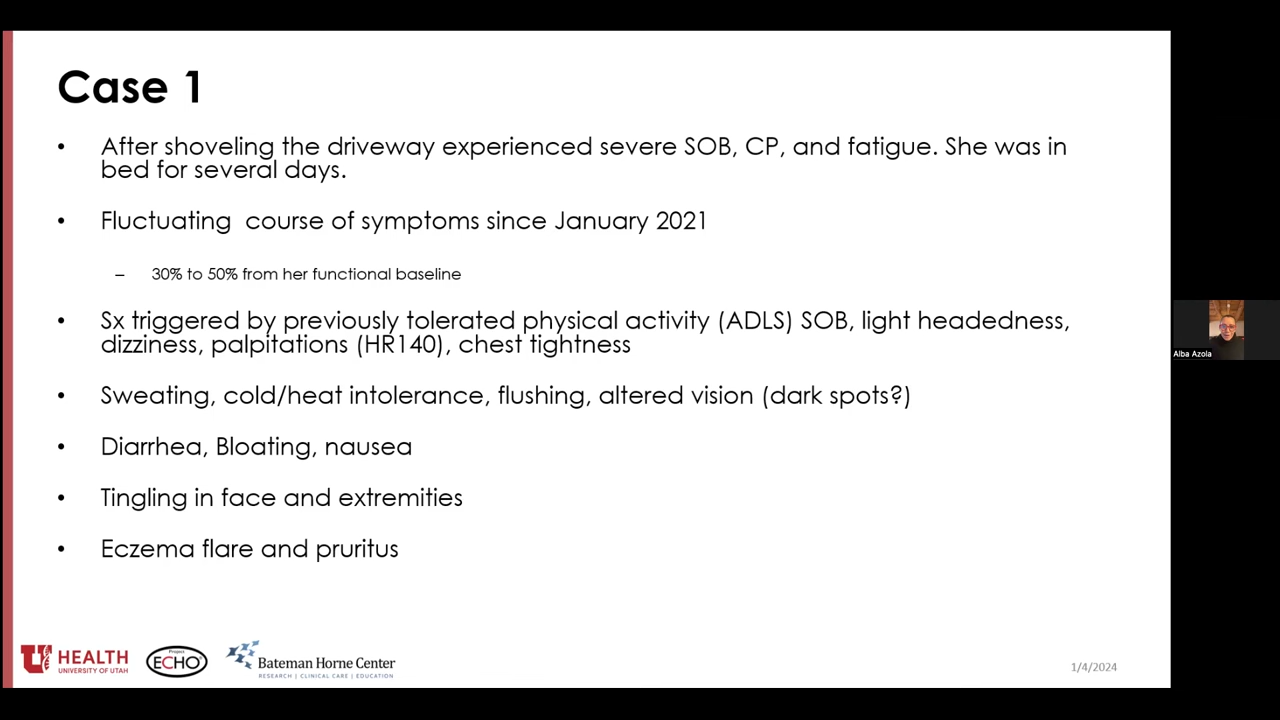 Case 1
• After shoveling the driveway experienced severe SOB, CP, and fatigue. She was in
bed for several days.
• Fluctuating  course of symptoms since January 2021
– 30% to 50% from her functional baseline
• Sx triggered by previously tolerated physical activity (ADLS) SOB, light headedness,
dizziness, palpitations (HR140), chest tightness
• Sweating, cold/heat intolerance, flushing, altered vision (dark spots?)
• Diarrhea, Bloating, nausea
• Tingling in face and extremities
• Eczema flare and pruritus
Alba Azola
U HEALTH
UNIVERSITY OF UTAH
Project
ECHO
Bateman Horne Center
RESEARCH | CLINICAL CARE | EDUCATION
1/4/2024